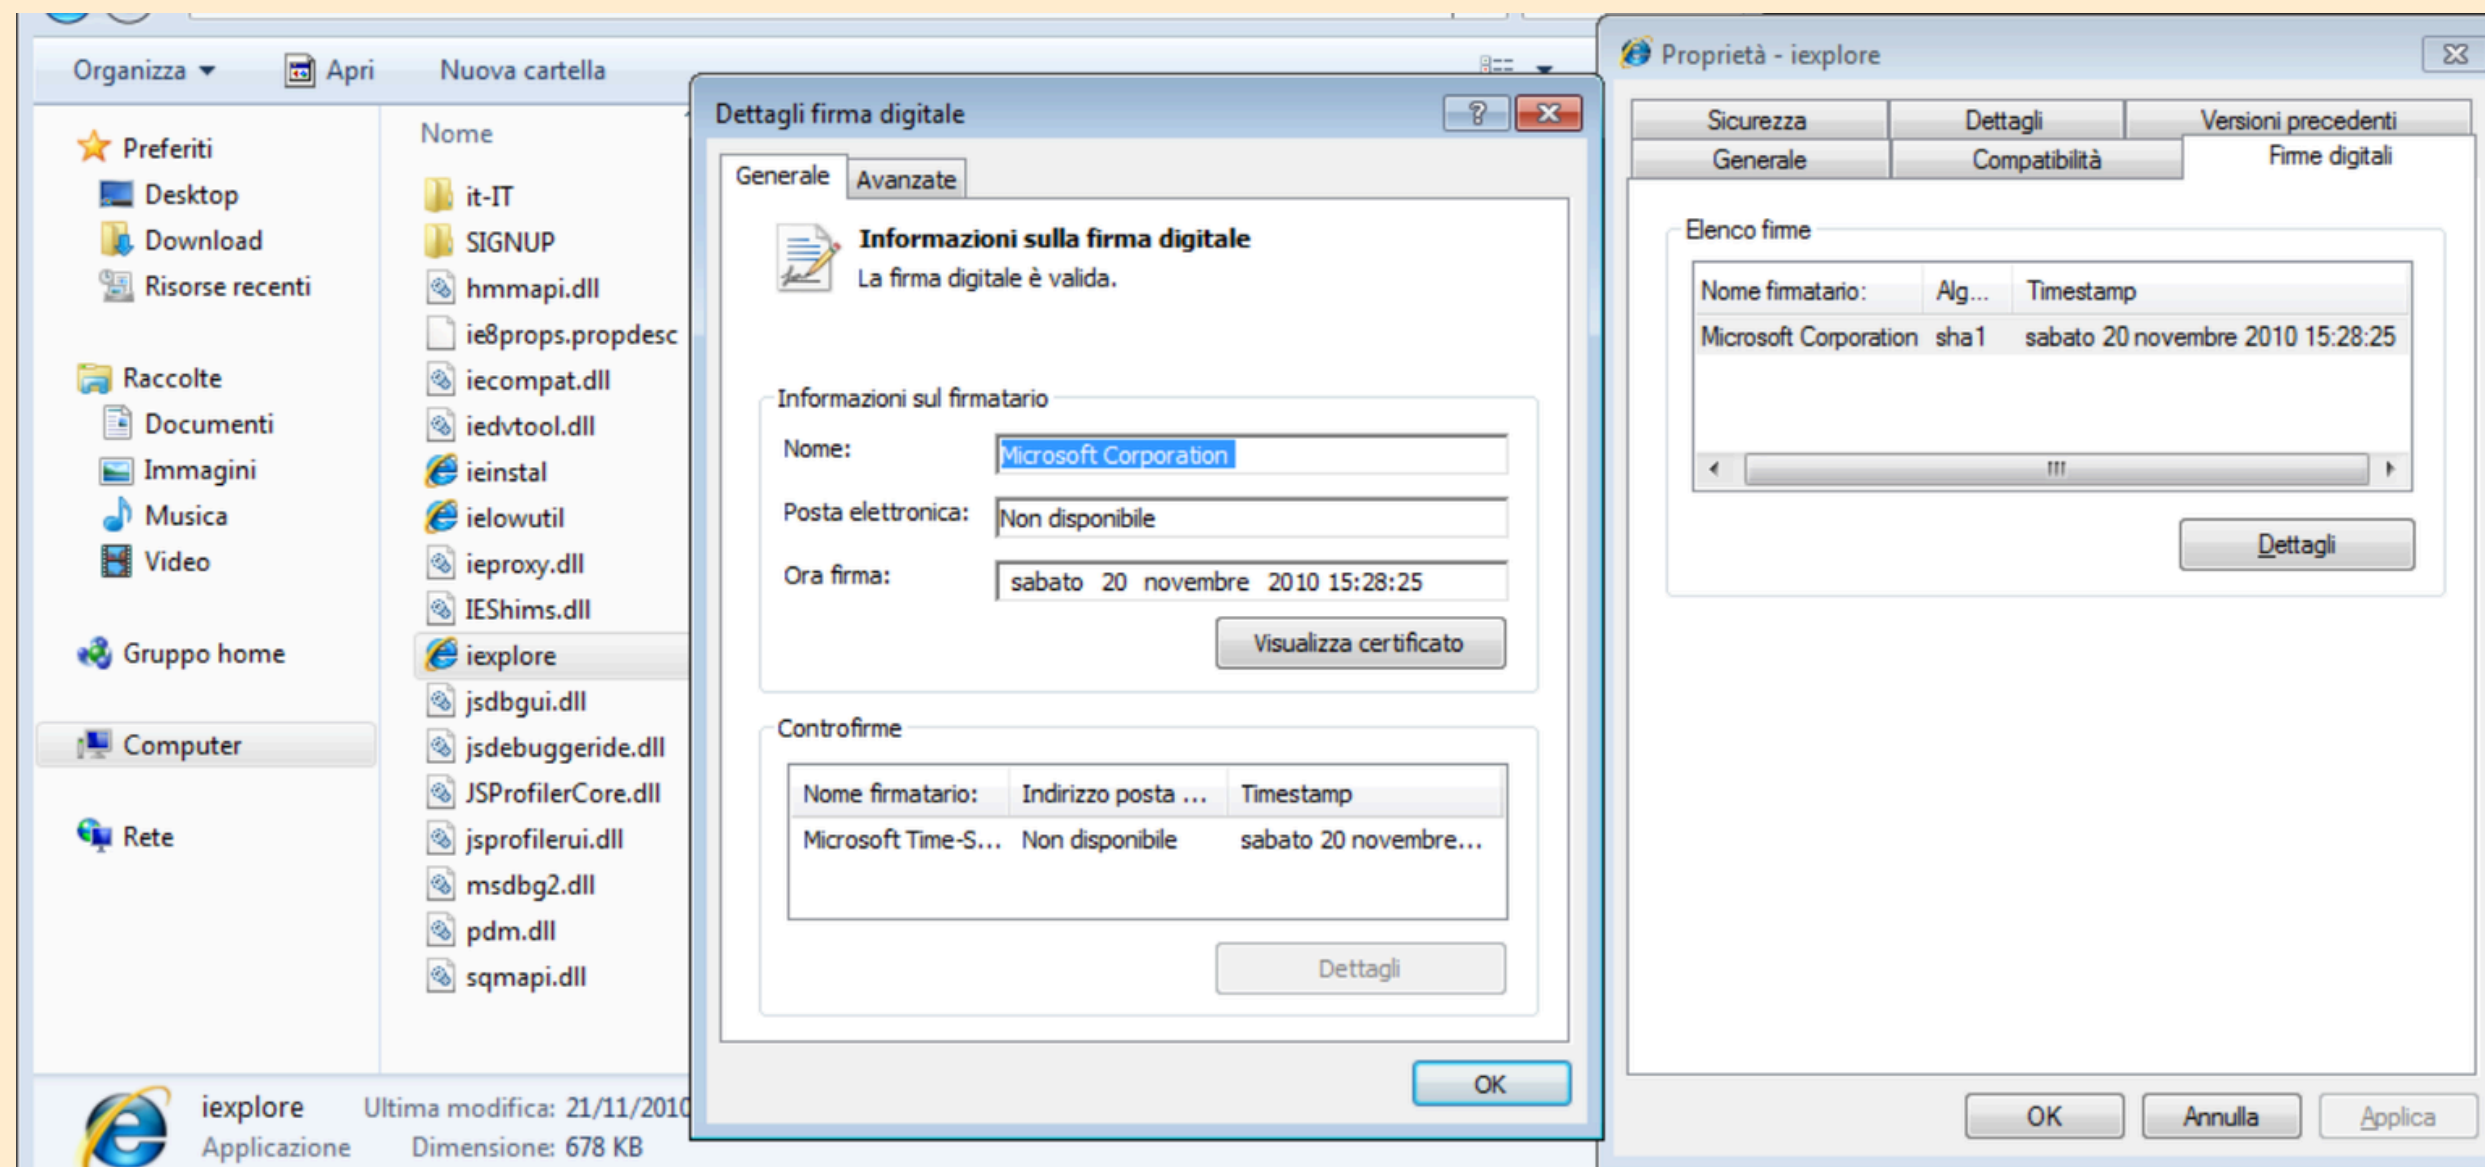 Organizza
Apri
Nuova cartella
Preferiti
Desktop
Download
Risorse recenti
Raccolte
Documenti
Immagini
Musica
Video
Gruppo home
Computer
Rete
Nome
it-IT
SIGNUP
hmmapi.dll
ie8props.propdesc
iecompat.dll
iedvtool.dll
ieinstal
ielowutil
ieproxy.dll
IEShims.dll
iexplore
jsdbgui.dll
jsdebuggeride.dll
JSProfilerCore.dll
jsprofilerui.dll
msdbg2.dll
pdm.dll
sqmapi.dll
iexplore Ultima modifica: 21/11/2010
Applicazione Dimensione: 678 KB
Dettagli firma digitale
Generale Avanzate
Informazioni sulla firma digitale
La firma digitale è valida.
Informazioni sul firmatario
Nome: Microsoft Corporation
Posta elettronica: Non disponibile
Ora firma: sabato 20 novembre 2010 15:28:25
Visualizza certificato
Controfirme
Nome firmatario: Indirizzo posta ... Timestamp
Microsoft Time-S... Non disponibile sabato 20 novembre...
Dettagli
OK
Proprietà - iexplore
Sicurezza Dettagli Versioni precedenti
Generale Compatibilità Firme digitali
Elenco firme
Nome firmatario: Alg... Timestamp
Microsoft Corporation sha1 sabato 20 novembre 2010 15:28:25
Dettagli
OK Annulla Applica